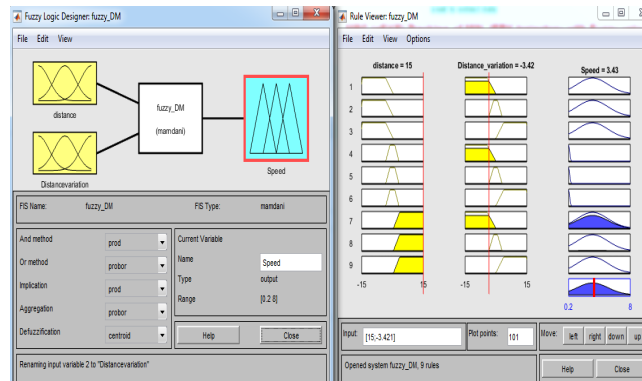 Fuzzy Logic Designer: fuzzy_DM
File Edit View
distance
Distancevariation
fuzzy_DM
(mamdani)
Speed
FIS Name: fuzzy_DM FIS Type: mamdani
And method prod
Or method probor
Implication prod
Aggregation probor
Defuzzification centroid
Current Variable
Name Speed
Type output
Range [0.2 8]
Help Close
Renaming input variable 2 to "Distancevariation"
Rule Viewer: fuzzy_DM
File Edit View Options
distance = 15 Distance_variation = -3.42 Speed = 3.43
1
2
3
4
5
6
7
8
9
-15 15 -15 15
0.2 8
Input: [15;-3.421] Plot points: 101 Move: left right down up
Opened system fuzzy_DM, 9 rules
Help Close